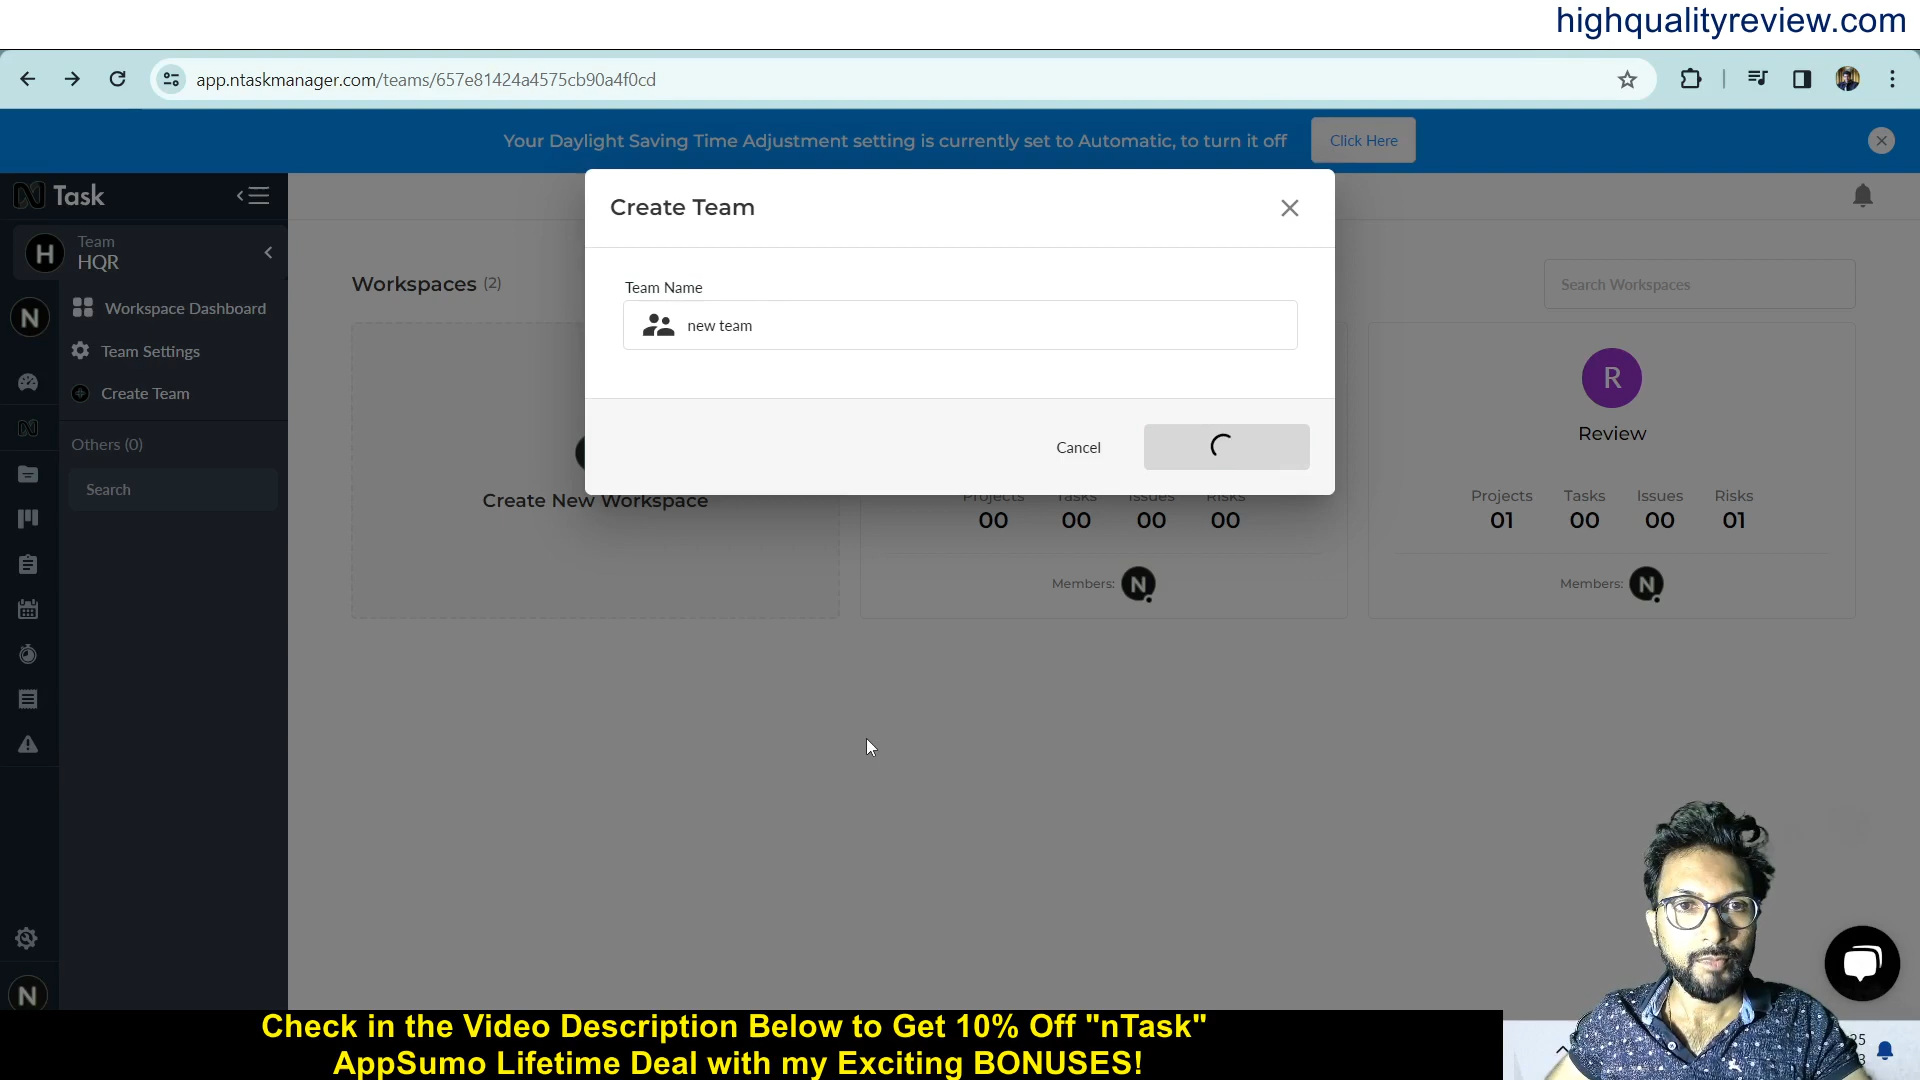 highqualityreview.com
app.ntaskmanager.com/teams/657e81424a4575cb90a4f0cd
Your Daylight Saving Time Adjustment setting is currently set to Automatic, to turn it off
Click Here
N Task
H
Team
HQR
N
Workspace Dashboard
Team Settings
Create Team
Others (0)
Search
N
Create Team
Team Name
new team
Cancel
Workspaces (2)
Search Workspaces
Create New Workspace
Projects Tasks Issues Risks
00 00 00 00
Members: N
R
Review
Projects Tasks Issues Risks
01 00 00 01
Members: N
Check in the Video Description Below to Get 10% Off "nTask"
AppSumo Lifetime Deal with my Exciting BONUSES!